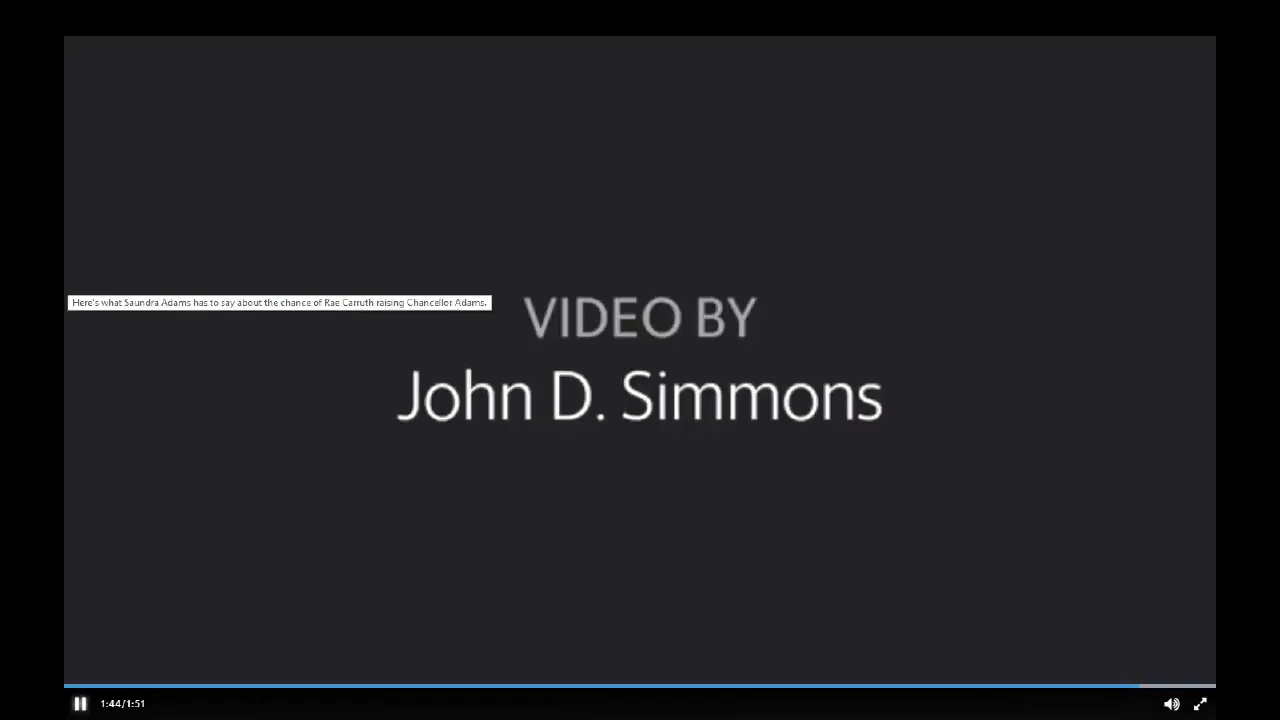 Here's what Saundra Adams has to say about the chance of Rae Carruth raising Chancellor Adams.
VIDEO BY
John D. Simmons
1:44/1:51